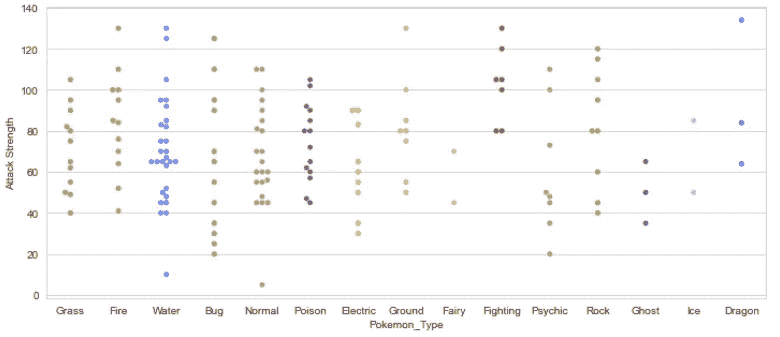 140
120
100
80
60
40
20
0
Attack Strength
Grass Fire Water Bug Normal Poison Electric Ground Fairy Fighting Psychic Rock Ghost Ice Dragon
Pokemon_Type